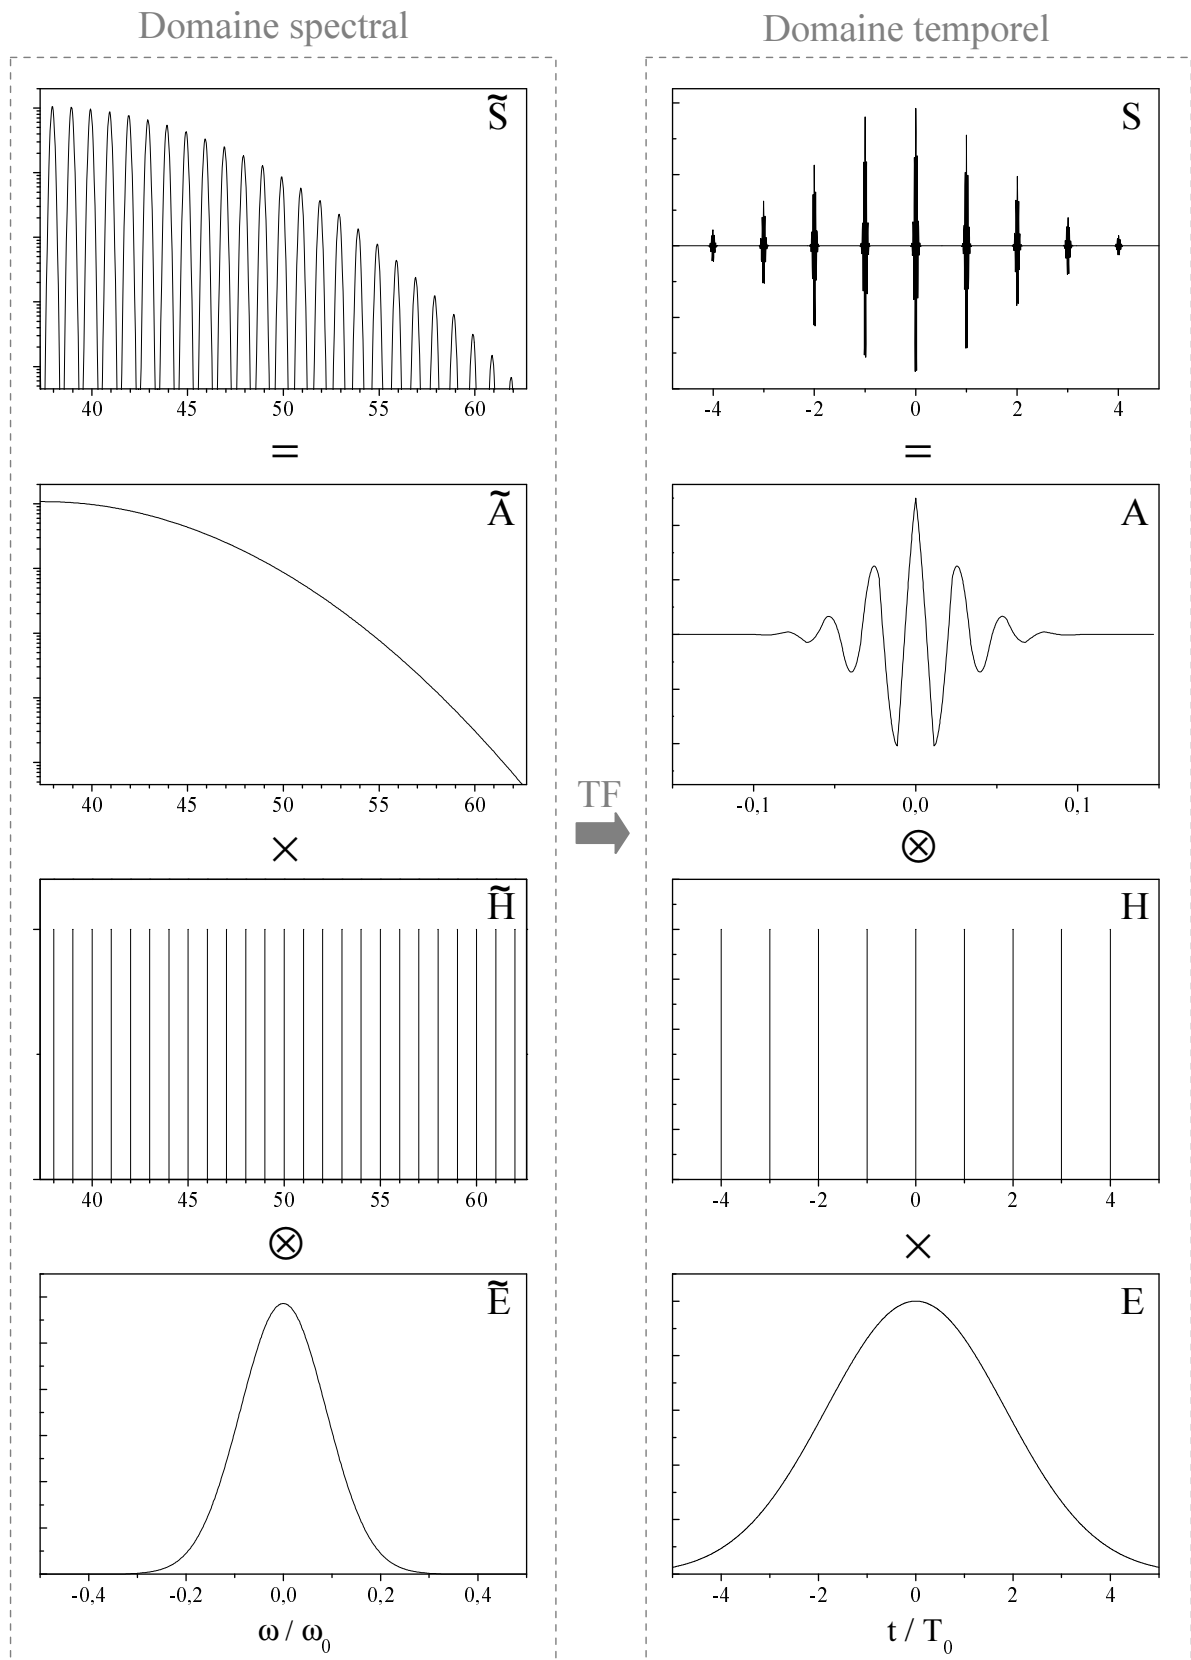 Domaine spectral
S̃
40 45 50 55 60
=
Ã
40 45 50 55 60
×
H̃
40 45 50 55 60
⊗
Ẽ
-0,4 -0,2 0,0 0,2 0,4
ω / ω₀
TF
Domaine temporel
S
-4 -2 0 2 4
=
A
-0,1 0,0 0,1
⊗
H
-4 -2 0 2 4
×
E
-4 -2 0 2 4
t / T₀